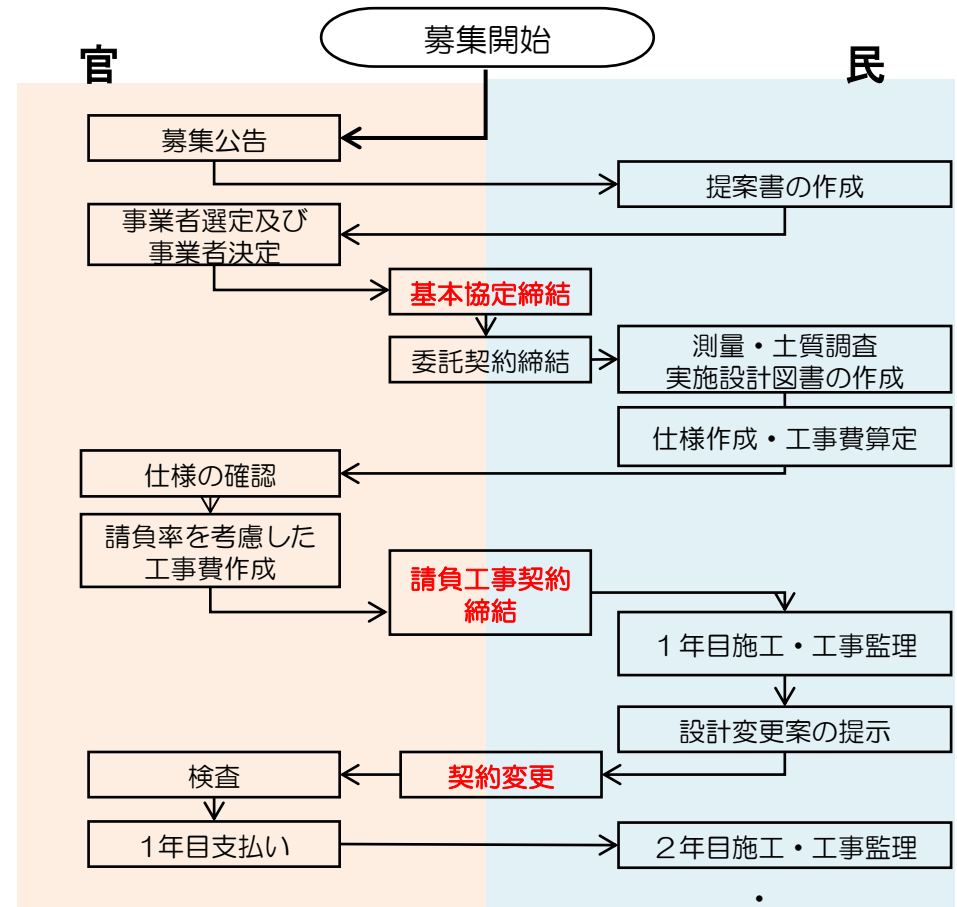 募集開始
官
民
募集公告
提案書の作成
事業者選定及び
事業者決定
基本協定締結
委託契約締結
測量・土質調査
実施設計図書の作成
仕様作成・工事費算定
仕様の確認
請負率を考慮した
工事費作成
請負工事契約
締結
１年目施工・工事監理
設計変更案の提示
契約変更
検査
1年目支払い
２年目施工・工事監理
・